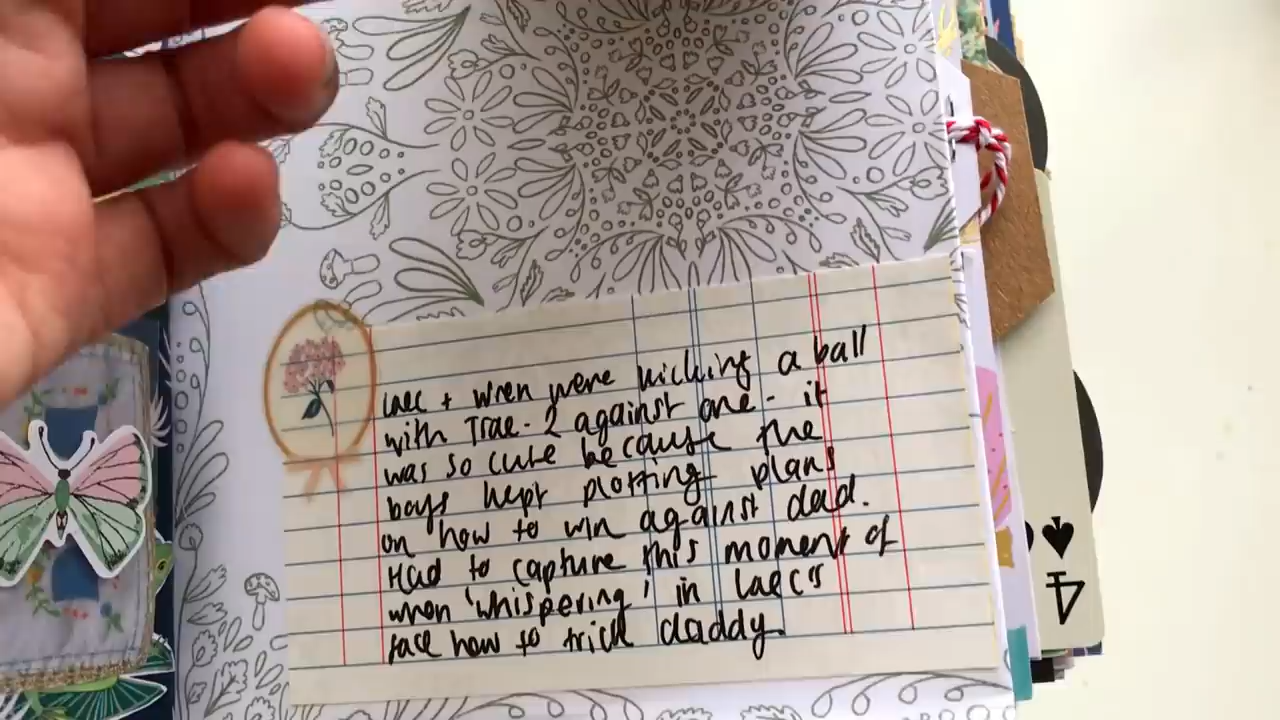 Laec + Wren were kicking a ball
with Trae - 2 against one - it
was so cute because the
boys kept plotting plans
on how to win against dad.
Had to capture this moment of
wren 'whispering' in Laec's
face how to trick daddy.
4